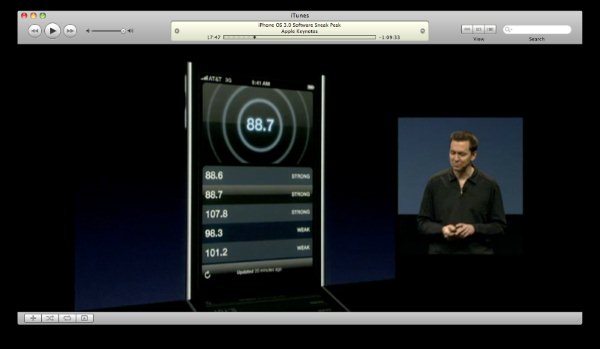 iTunes
iPhone OS 3.0 Software Sneak Peak
Apple Keynotes
17:47
-1:09:33
View
Search
AT&T 3G 9:41 AM
88.7
88.6 STRONG
88.7 STRONG
107.8 STRONG
98.3 WEAK
101.2 WEAK
Updated 20 minutes ago